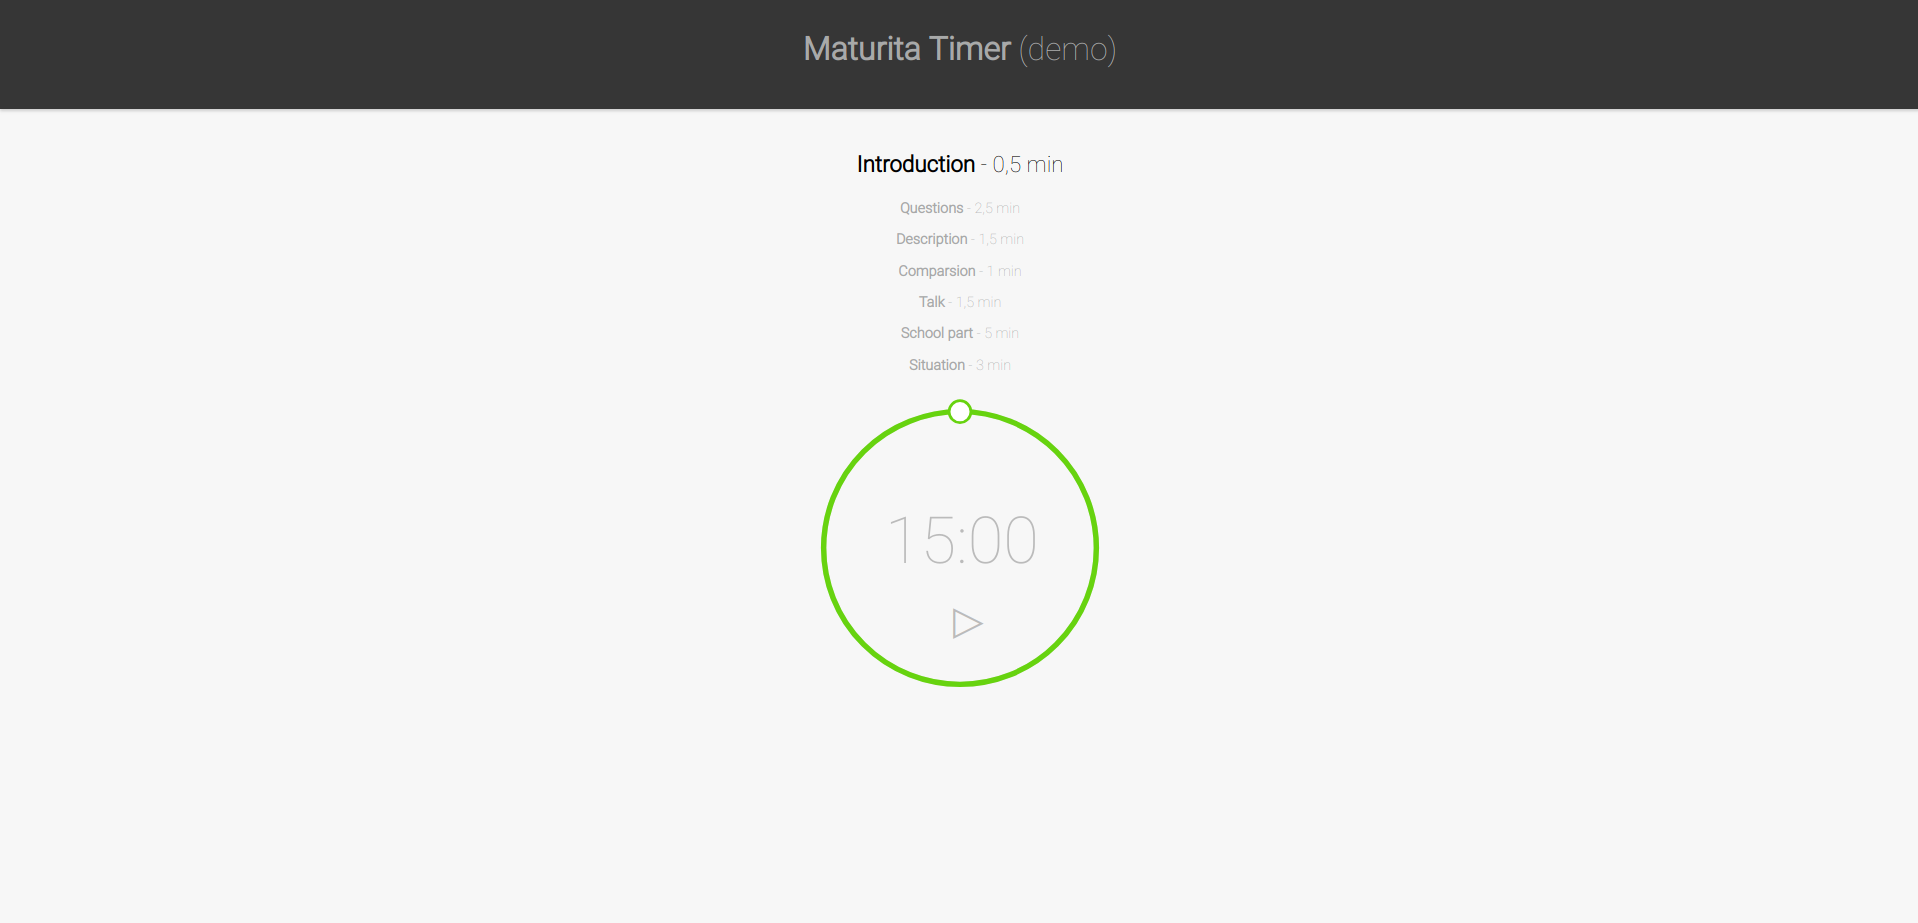 Maturita Timer (demo)
Introduction - 0,5 min
Questions - 2,5 min
Description - 1,5 min
Comparsion - 1 min
Talk - 1,5 min
School part - 5 min
Situation - 3 min
15:00